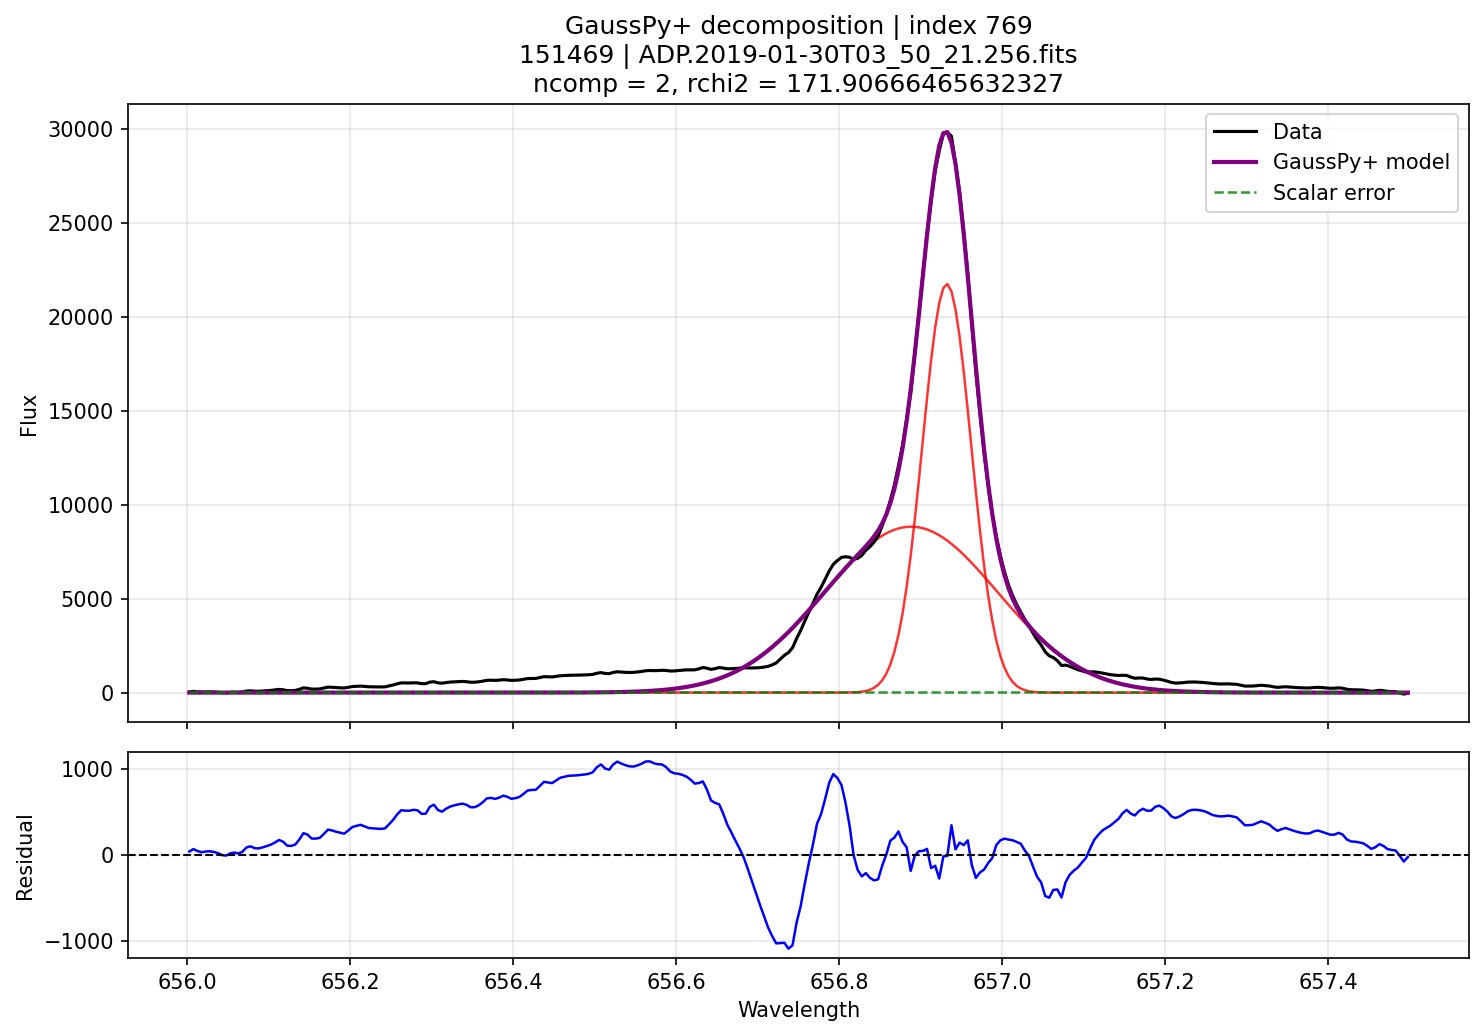 GaussPy+ decomposition | index 769
151469 | ADP.2019-01-30T03_50_21.256.fits
ncomp = 2, rchi2 = 171.90666465632327
Data
GaussPy+ model
Scalar error
Flux
30000
25000
20000
15000
10000
5000
0
Residual
1000
0
−1000
656.0 656.2 656.4 656.6 656.8 657.0 657.2 657.4
Wavelength